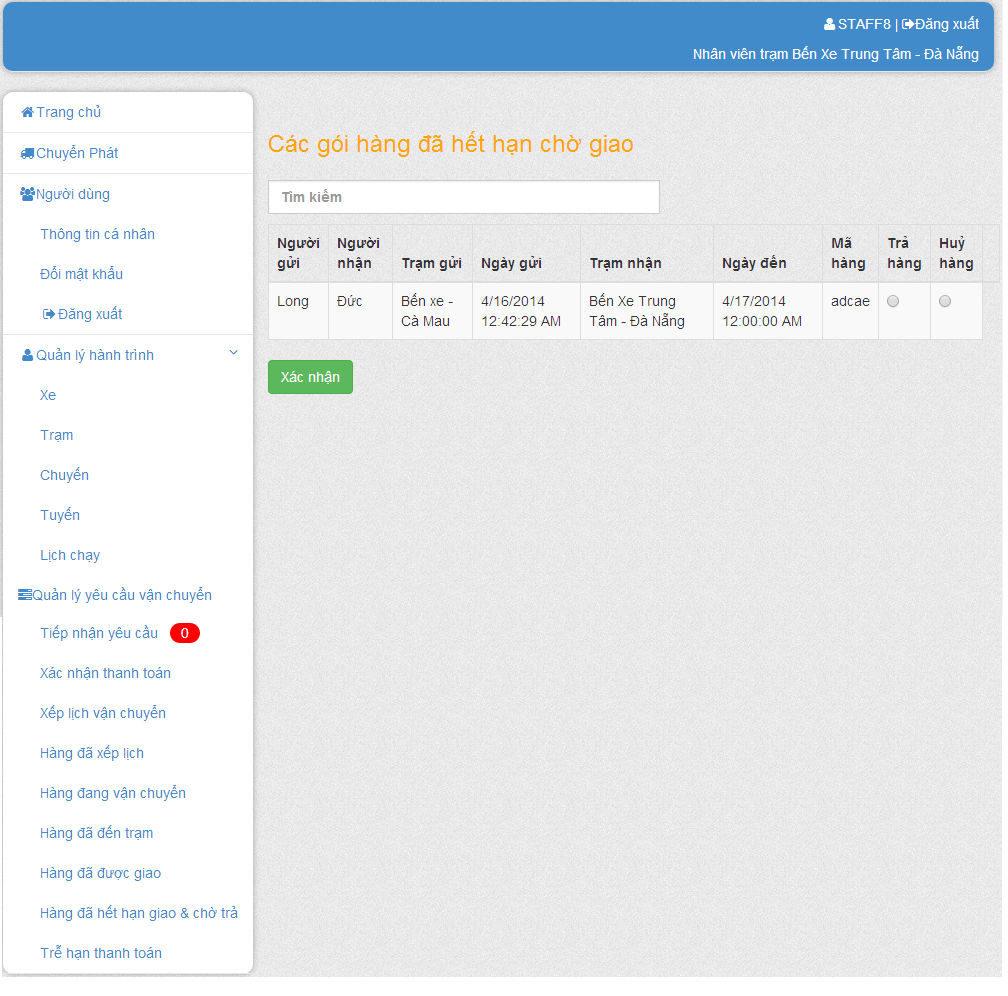 STAFF8 | Đăng xuất
Nhân viên trạm Bến Xe Trung Tâm - Đà Nẵng
Trang chủ
Chuyển Phát
Người dùng
Thông tin cá nhân
Đổi mật khẩu
Đăng xuất
Quản lý hành trình
Xe
Trạm
Chuyến
Tuyến
Lịch chạy
Quản lý yêu cầu vận chuyển
Tiếp nhận yêu cầu 0
Xác nhận thanh toán
Xếp lịch vận chuyển
Hàng đã xếp lịch
Hàng đang vận chuyển
Hàng đã đến trạm
Hàng đã được giao
Hàng đã hết hạn giao & chờ trả
Trễ hạn thanh toán
Các gói hàng đã hết hạn chờ giao
Tìm kiếm
Người gửi Người nhận Trạm gửi Ngày gửi Trạm nhận Ngày đến Mã hàng Trả hàng Huỷ hàng
Long Đức Bến xe - Cà Mau 4/16/2014 12:42:29 AM Bến Xe Trung Tâm - Đà Nẵng 4/17/2014 12:00:00 AM adcae
Xác nhận